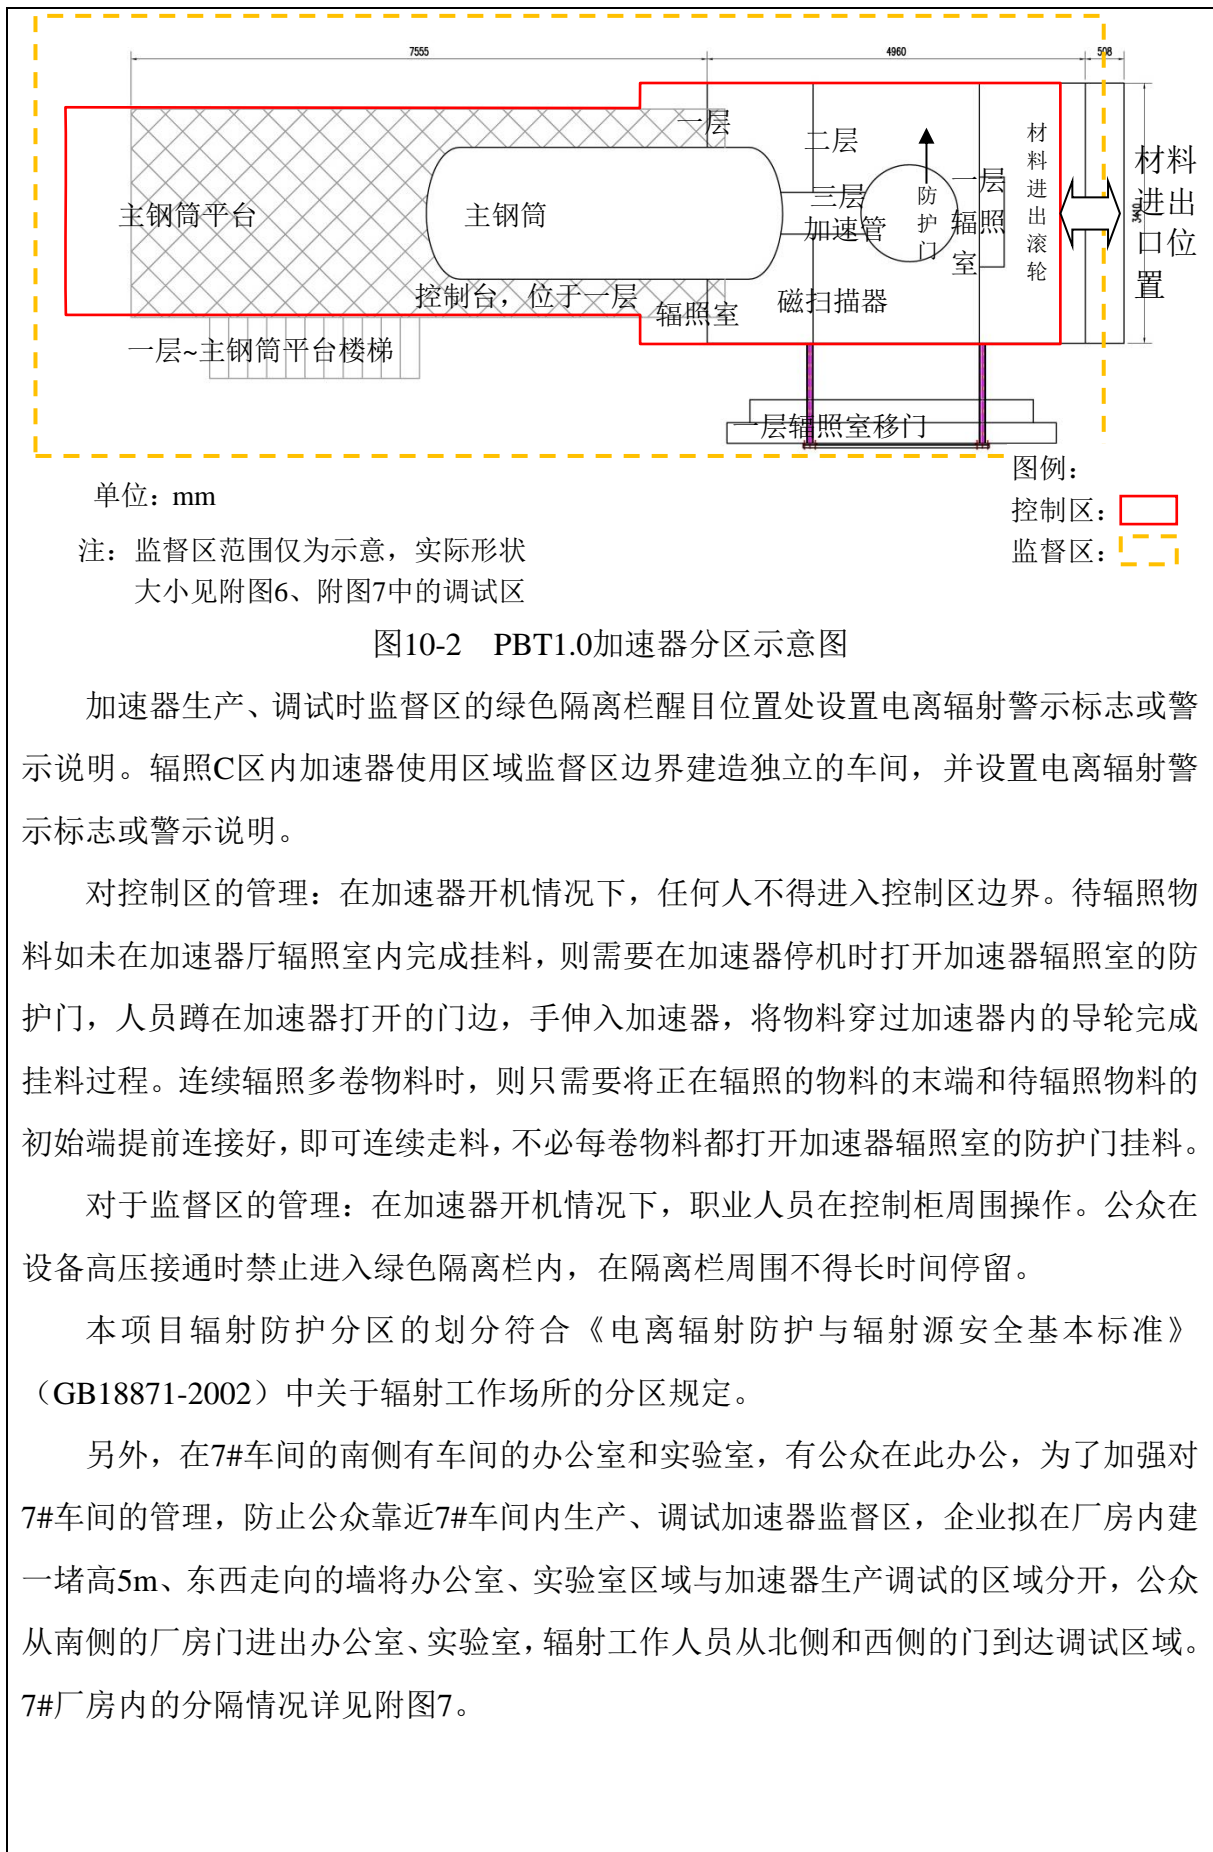 7555
4960
508
一层
二层
材料进出滚轮
材料进出口位置
防护门
一层辐照室
三层
加速管
主钢筒平台
主钢筒
3440
控制台，位于一层
辐照室
磁扫描器
一层~主钢筒平台楼梯
一层辐照室移门
图例：
单位：mm
控制区：
注：监督区范围仅为示意，实际形状
监督区：
大小见附图6、附图7中的调试区
图10-2 PBT1.0加速器分区示意图
加速器生产、调试时监督区的绿色隔离栏醒目位置处设置电离辐射警示标志或警
示说明。辐照C区内加速器使用区域监督区边界建造独立的车间，并设置电离辐射警
示标志或警示说明。
对控制区的管理：在加速器开机情况下，任何人不得进入控制区边界。待辐照物
料如未在加速器厅辐照室内完成挂料，则需要在加速器停机时打开加速器辐照室的防
护门，人员蹲在加速器打开的门边，手伸入加速器，将物料穿过加速器内的导轮完成
挂料过程。连续辐照多卷物料时，则只需要将正在辐照的物料的末端和待辐照物料的
初始端提前连接好，即可连续走料，不必每卷物料都打开加速器辐照室的防护门挂料。
对于监督区的管理：在加速器开机情况下，职业人员在控制柜周围操作。公众在
设备高压接通时禁止进入绿色隔离栏内，在隔离栏周围不得长时间停留。
本项目辐射防护分区的划分符合《电离辐射防护与辐射源安全基本标准》
（GB18871-2002）中关于辐射工作场所的分区规定。
另外，在7#车间的南侧有车间的办公室和实验室，有公众在此办公，为了加强对
7#车间的管理，防止公众靠近7#车间内生产、调试加速器监督区，企业拟在厂房内建
一堵高5m、东西走向的墙将办公室、实验室区域与加速器生产调试的区域分开，公众
从南侧的厂房门进出办公室、实验室，辐射工作人员从北侧和西侧的门到达调试区域。
7#厂房内的分隔情况详见附图7。